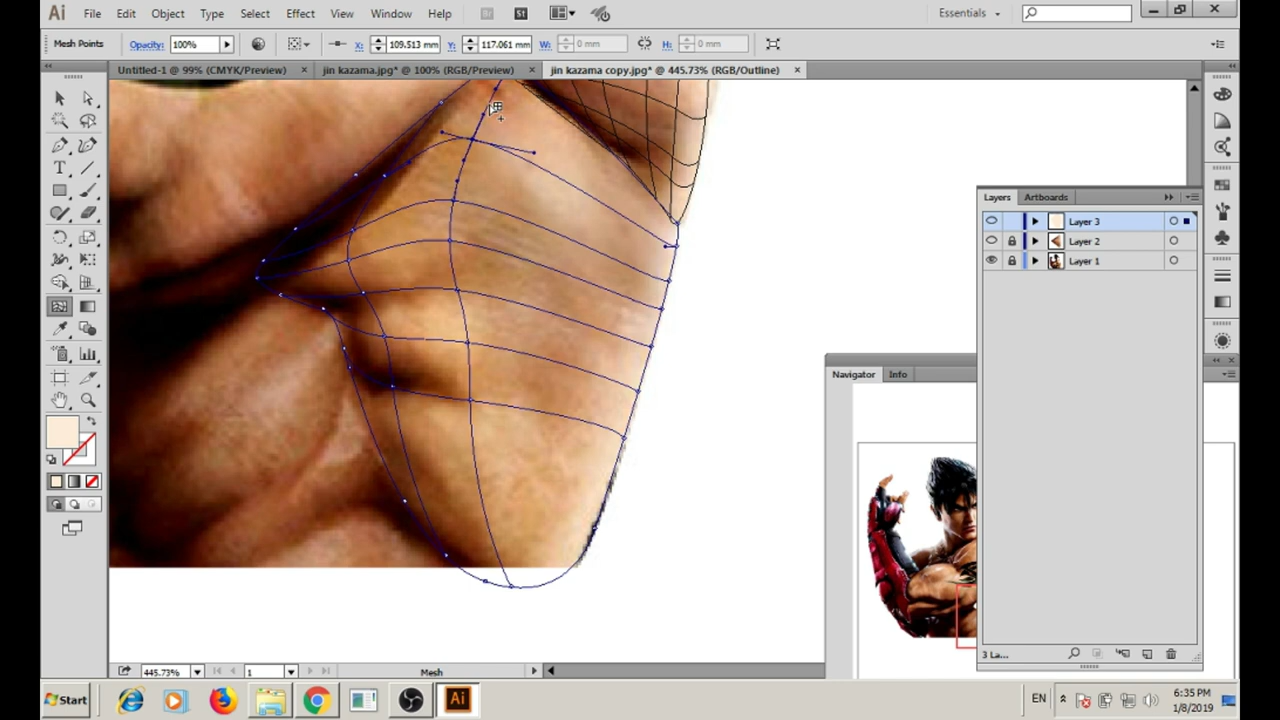 Ai File Edit Object Type Select Effect View Window Help Br St Essentials
Mesh Points Opacity: 100% X: 109.513 mm Y: 117.061 mm W: 0 mm H: 0 mm
Untitled-1 @ 99% (CMYK/Preview) × jin kazama.jpg* @ 100% (RGB/Preview) × jin kazama copy.jpg* @ 445.73% (RGB/Outline) ×
Layers Artboards
Layer 3
Layer 2
Layer 1
Navigator Info
3 La...
445.73% 1 Mesh
Start Ai EN 6:35 PM
1/8/2019